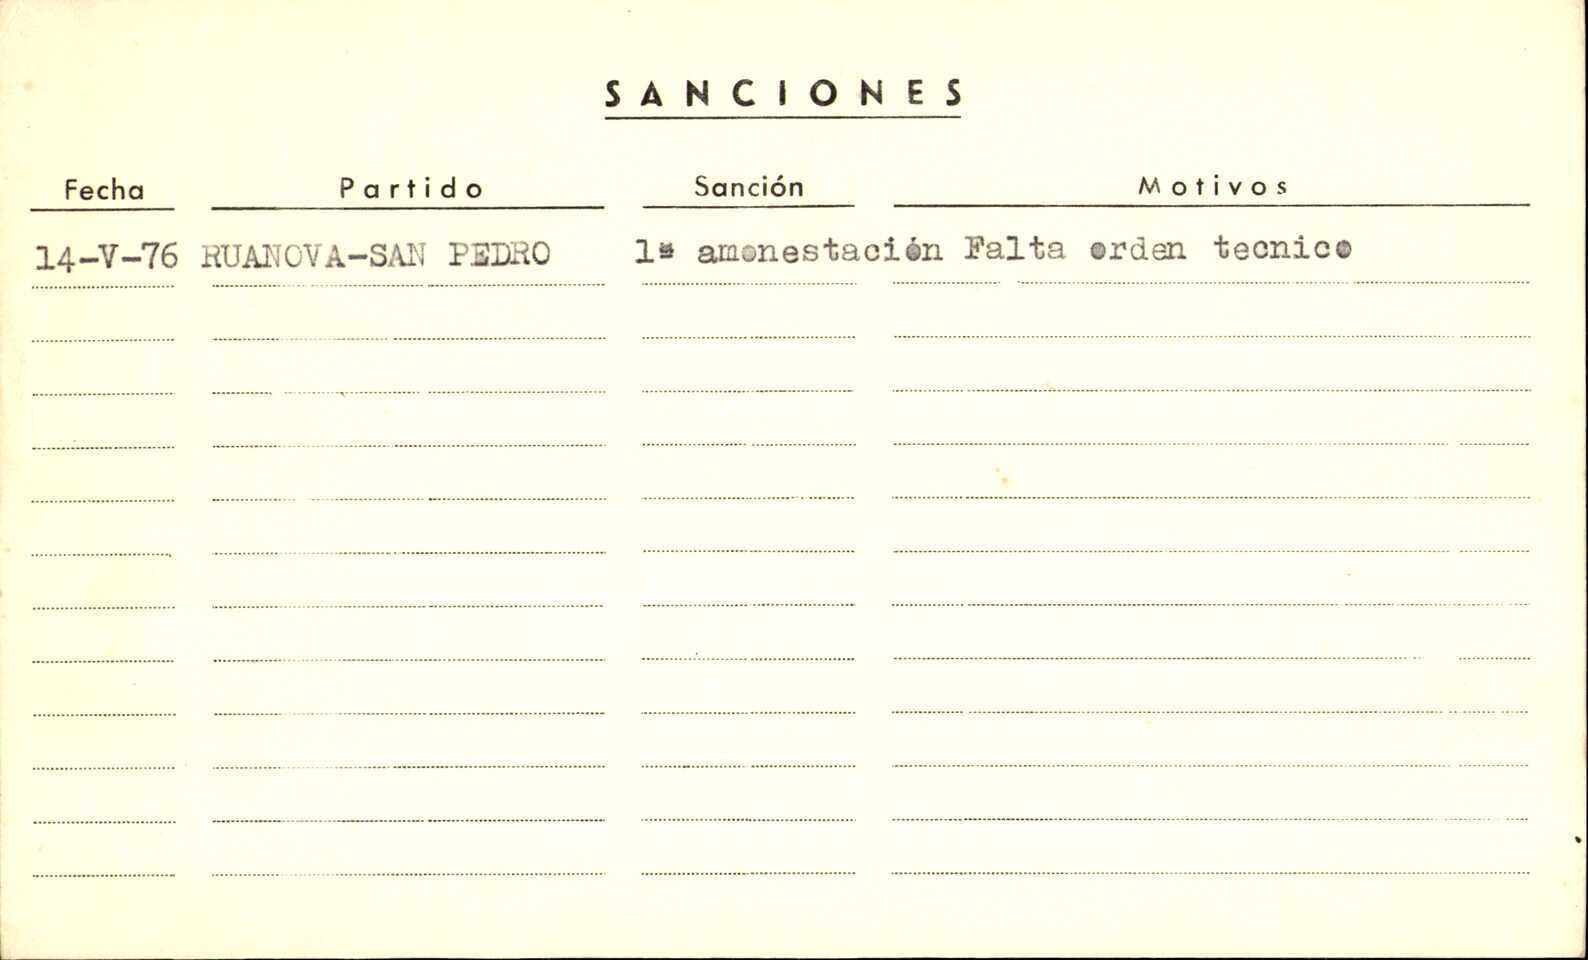 SANCIONES
Fecha Partido Sanción Motivos
14-V-76 RUANOVA-SAN PEDRO 1ª amonestación Falta orden tecnico